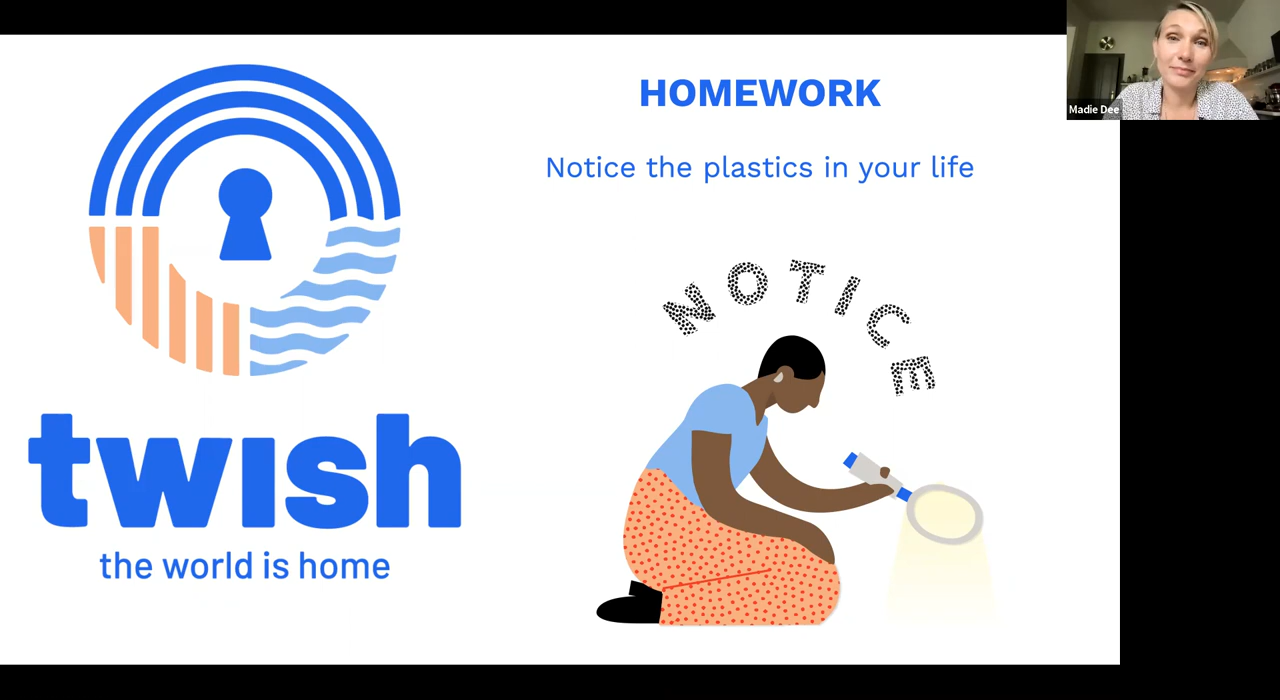 HOMEWORK
Notice the plastics in your life
NOTICE
twish
the world is home
Madie Dee